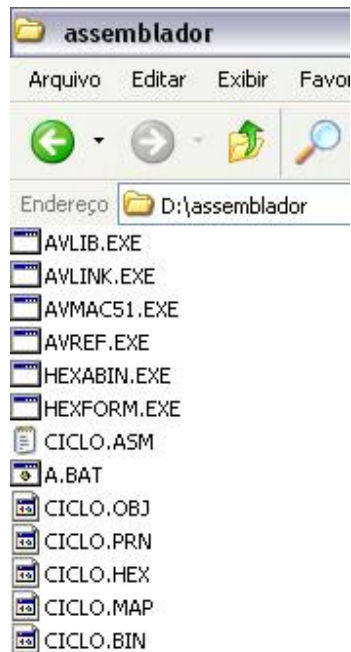 assemblador
Arquivo Editar Exibir Favor
Endereço D:\assemblador
AVLIB.EXE
AVLINK.EXE
AVMAC51.EXE
AVREF.EXE
HEXABIN.EXE
HEXFORM.EXE
CICLO.ASM
A.BAT
CICLO.OBJ
CICLO.PRN
CICLO.HEX
CICLO.MAP
CICLO.BIN